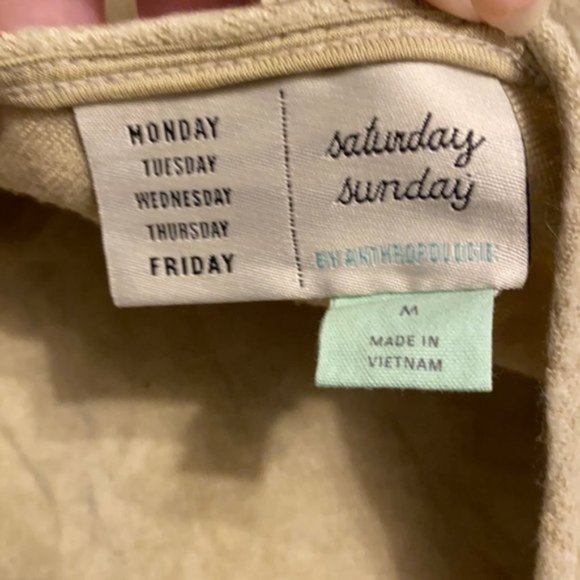 MONDAY
TUESDAY
WEDNESDAY
THURSDAY
FRIDAY
saturday
sunday
BY ANTHROPOLOGIE
M
MADE IN
VIETNAM